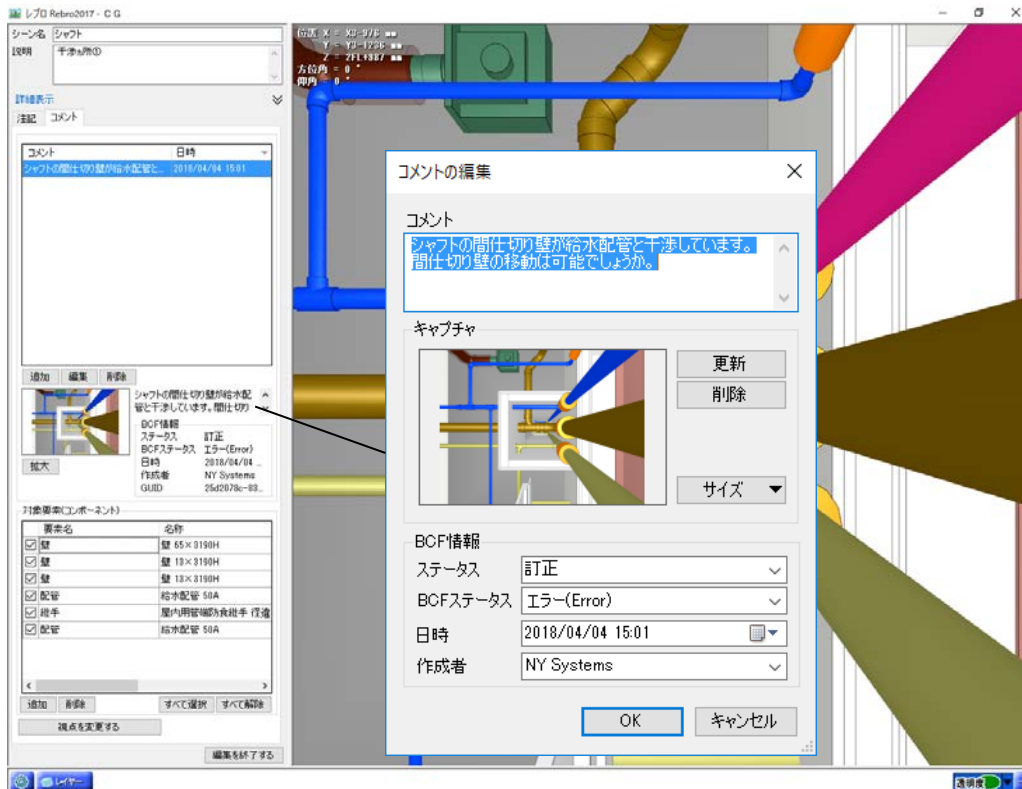 レブロ Rebro2017 - C G
シーン名 シャフト
説明 干渉ヵ所①
詳細表示
注記 コメント
コメント 日時
シャフトの間仕切り壁が給水配管と... 2018/04/04 15:01
追加 編集 削除
シャフトの間仕切り壁が給水配
管と干渉しています。間仕切り
BCF情報
ステータス 訂正
BCFステータス エラー(Error)
日時 2018/04/04 ...
作成者 NY Systems
GUID 25d2078c-83...
拡大
対象要素(コンポーネント)
要素名 名称
壁 壁 65×3190H
壁 壁 13×3190H
壁 壁 13×3190H
配管 給水配管 50A
継手 屋内用管端防食継手 径違
配管 給水配管 50A
追加 削除 すべて選択 すべて解除
視点を変更する
編集を終了する
レイヤー
位置 X = X3-976 mm
Y = Y3-1236 mm
Z = 2FL+887 mm
方位角 = 0 °
仰角 = 0 °
コメントの編集
コメント
シャフトの間仕切り壁が給水配管と干渉しています。
間仕切り壁の移動は可能でしょうか。
キャプチャ
更新
削除
サイズ
BCF情報
ステータス 訂正
BCFステータス エラー(Error)
日時 2018/04/04 15:01
作成者 NY Systems
OK キャンセル
透明度